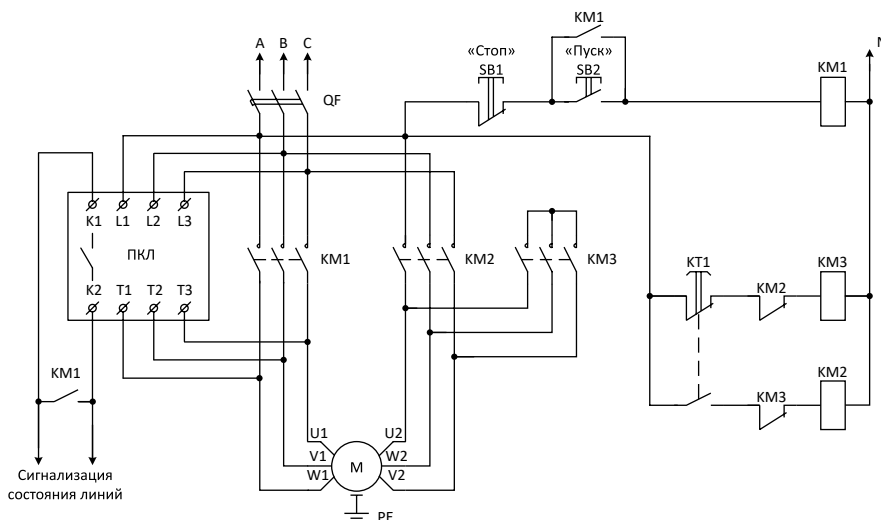 A B C
QF
«Стоп»
SB1
KM1
«Пуск»
SB2
KM1
N
K1 L1 L2 L3
ПКЛ
K2 T1 T2 T3
KM1
KM2
KM3
KT1
KM2
KM3
KM1
KM3
KM2
U1
V1
W1
M
U2
W2
V2
PE
Сигнализация
состояния линий